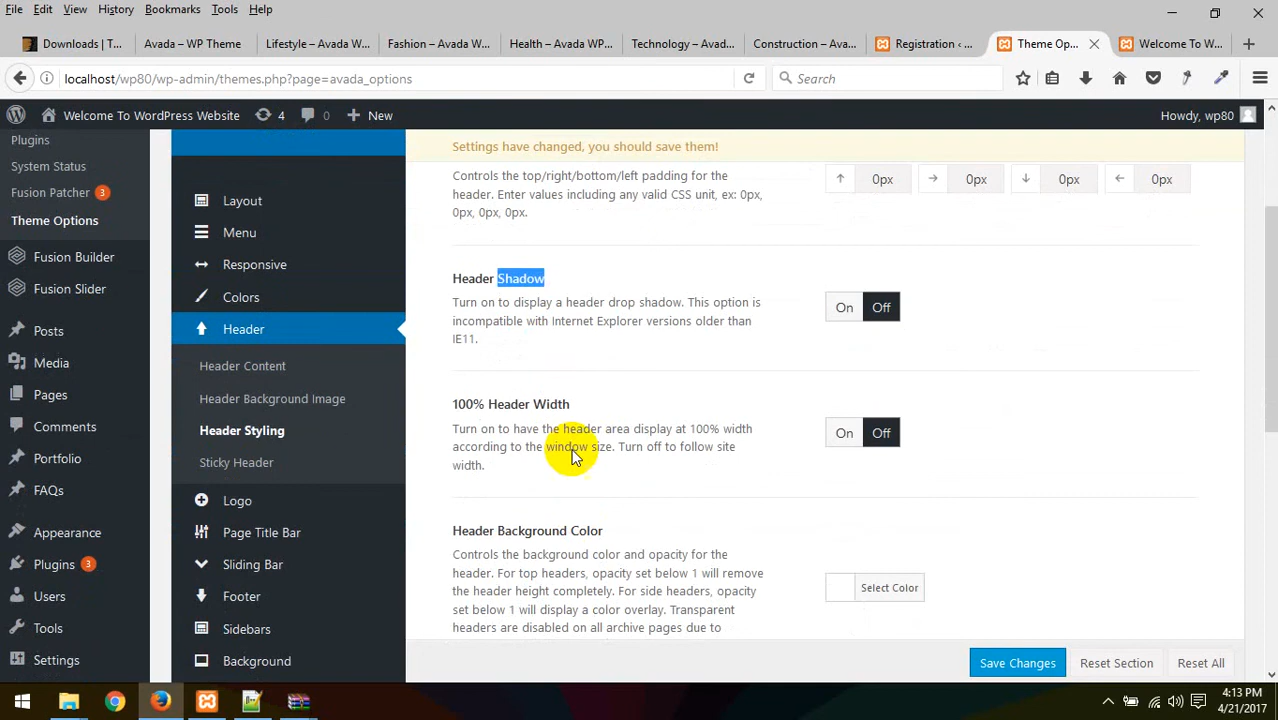 File Edit View History Bookmarks Tools Help
Downloads | T...
Avada – WP Theme
Lifestyle – Avada W...
Fashion – Avada W...
Health – Avada WP...
Technology – Avad...
Construction – Ava...
Registration ‹ ...
Theme Op...
Welcome To W...
localhost/wp80/wp-admin/themes.php?page=avada_options
Search
Welcome To WordPress Website
4
0
New
Howdy, wp80
Plugins
System Status
Fusion Patcher 3
Theme Options
Fusion Builder
Fusion Slider
Posts
Media
Pages
Comments
Portfolio
FAQs
Appearance
Plugins 3
Users
Tools
Settings
Layout
Menu
Responsive
Colors
Header
Header Content
Header Background Image
Header Styling
Sticky Header
Logo
Page Title Bar
Sliding Bar
Footer
Sidebars
Background
Settings have changed, you should save them!
Controls the top/right/bottom/left padding for the
header. Enter values including any valid CSS unit, ex: 0px,
0px, 0px, 0px.
0px 0px 0px 0px
Header Shadow
Turn on to display a header drop shadow. This option is
incompatible with Internet Explorer versions older than
IE11.
On Off
100% Header Width
Turn on to have the header area display at 100% width
according to the window size. Turn off to follow site
width.
On Off
Header Background Color
Controls the background color and opacity for the
header. For top headers, opacity set below 1 will remove
the header height completely. For side headers, opacity
set below 1 will display a color overlay. Transparent
headers are disabled on all archive pages due to
Select Color
Save Changes
Reset Section
Reset All
4:13 PM
4/21/2017